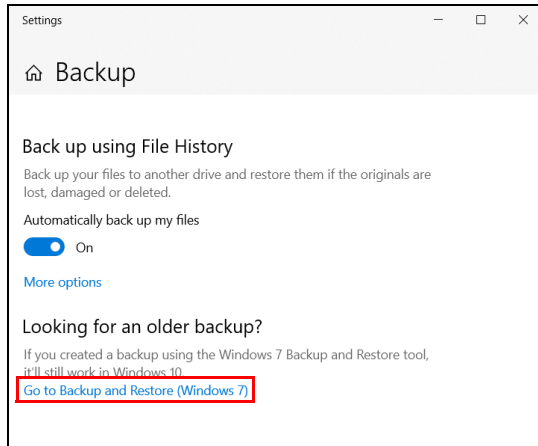 Settings
Backup
Back up using File History
Back up your files to another drive and restore them if the originals are
lost, damaged or deleted.
Automatically back up my files
On
More options
Looking for an older backup?
If you created a backup using the Windows 7 Backup and Restore tool,
it'll still work in Windows 10.
Go to Backup and Restore (Windows 7)